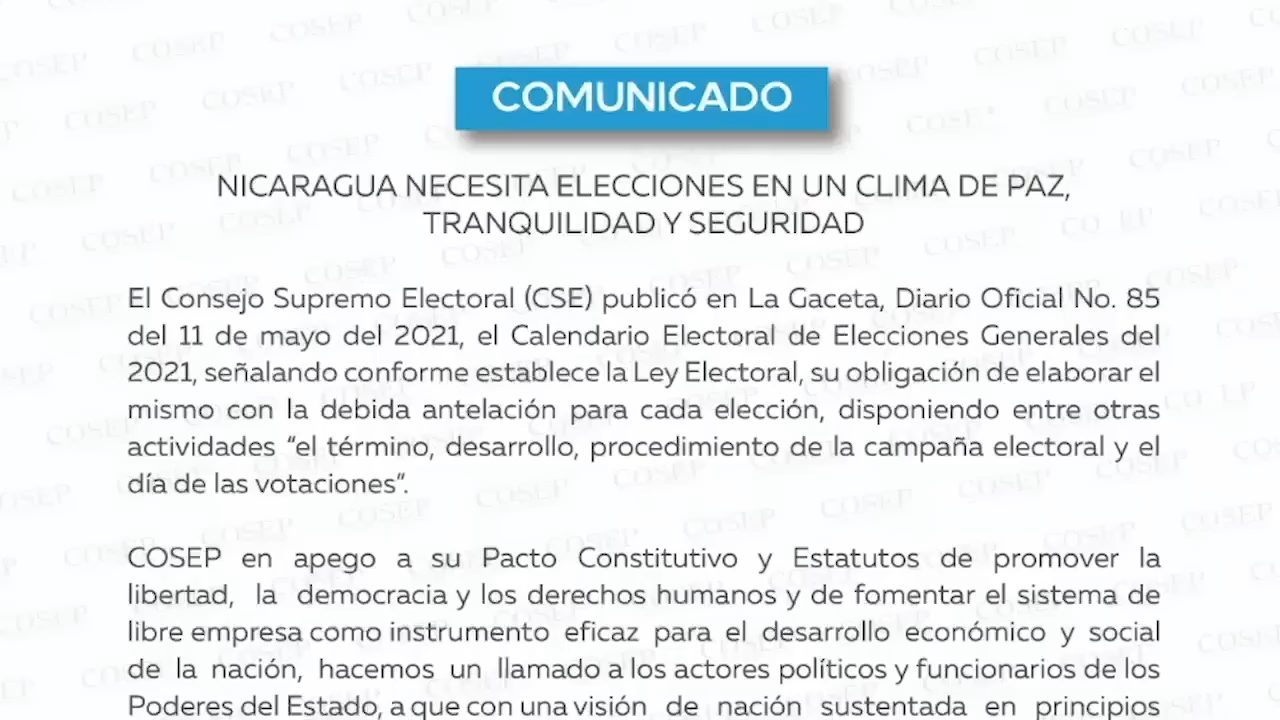 COMUNICADO
NICARAGUA NECESITA ELECCIONES EN UN CLIMA DE PAZ,
TRANQUILIDAD Y SEGURIDAD
El Consejo Supremo Electoral (CSE) publicó en La Gaceta, Diario Oficial No. 85
del 11 de mayo del 2021, el Calendario Electoral de Elecciones Generales del
2021, señalando conforme establece la Ley Electoral, su obligación de elaborar el
mismo con la debida antelación para cada elección, disponiendo entre otras
actividades “el término, desarrollo, procedimiento de la campaña electoral y el
día de las votaciones”.
COSEP en apego a su Pacto Constitutivo y Estatutos de promover la
libertad, la democracia y los derechos humanos y de fomentar el sistema de
libre empresa como instrumento eficaz para el desarrollo económico y social
de la nación, hacemos un llamado a los actores políticos y funcionarios de los
Poderes del Estado, a que con una visión de nación sustentada en principios